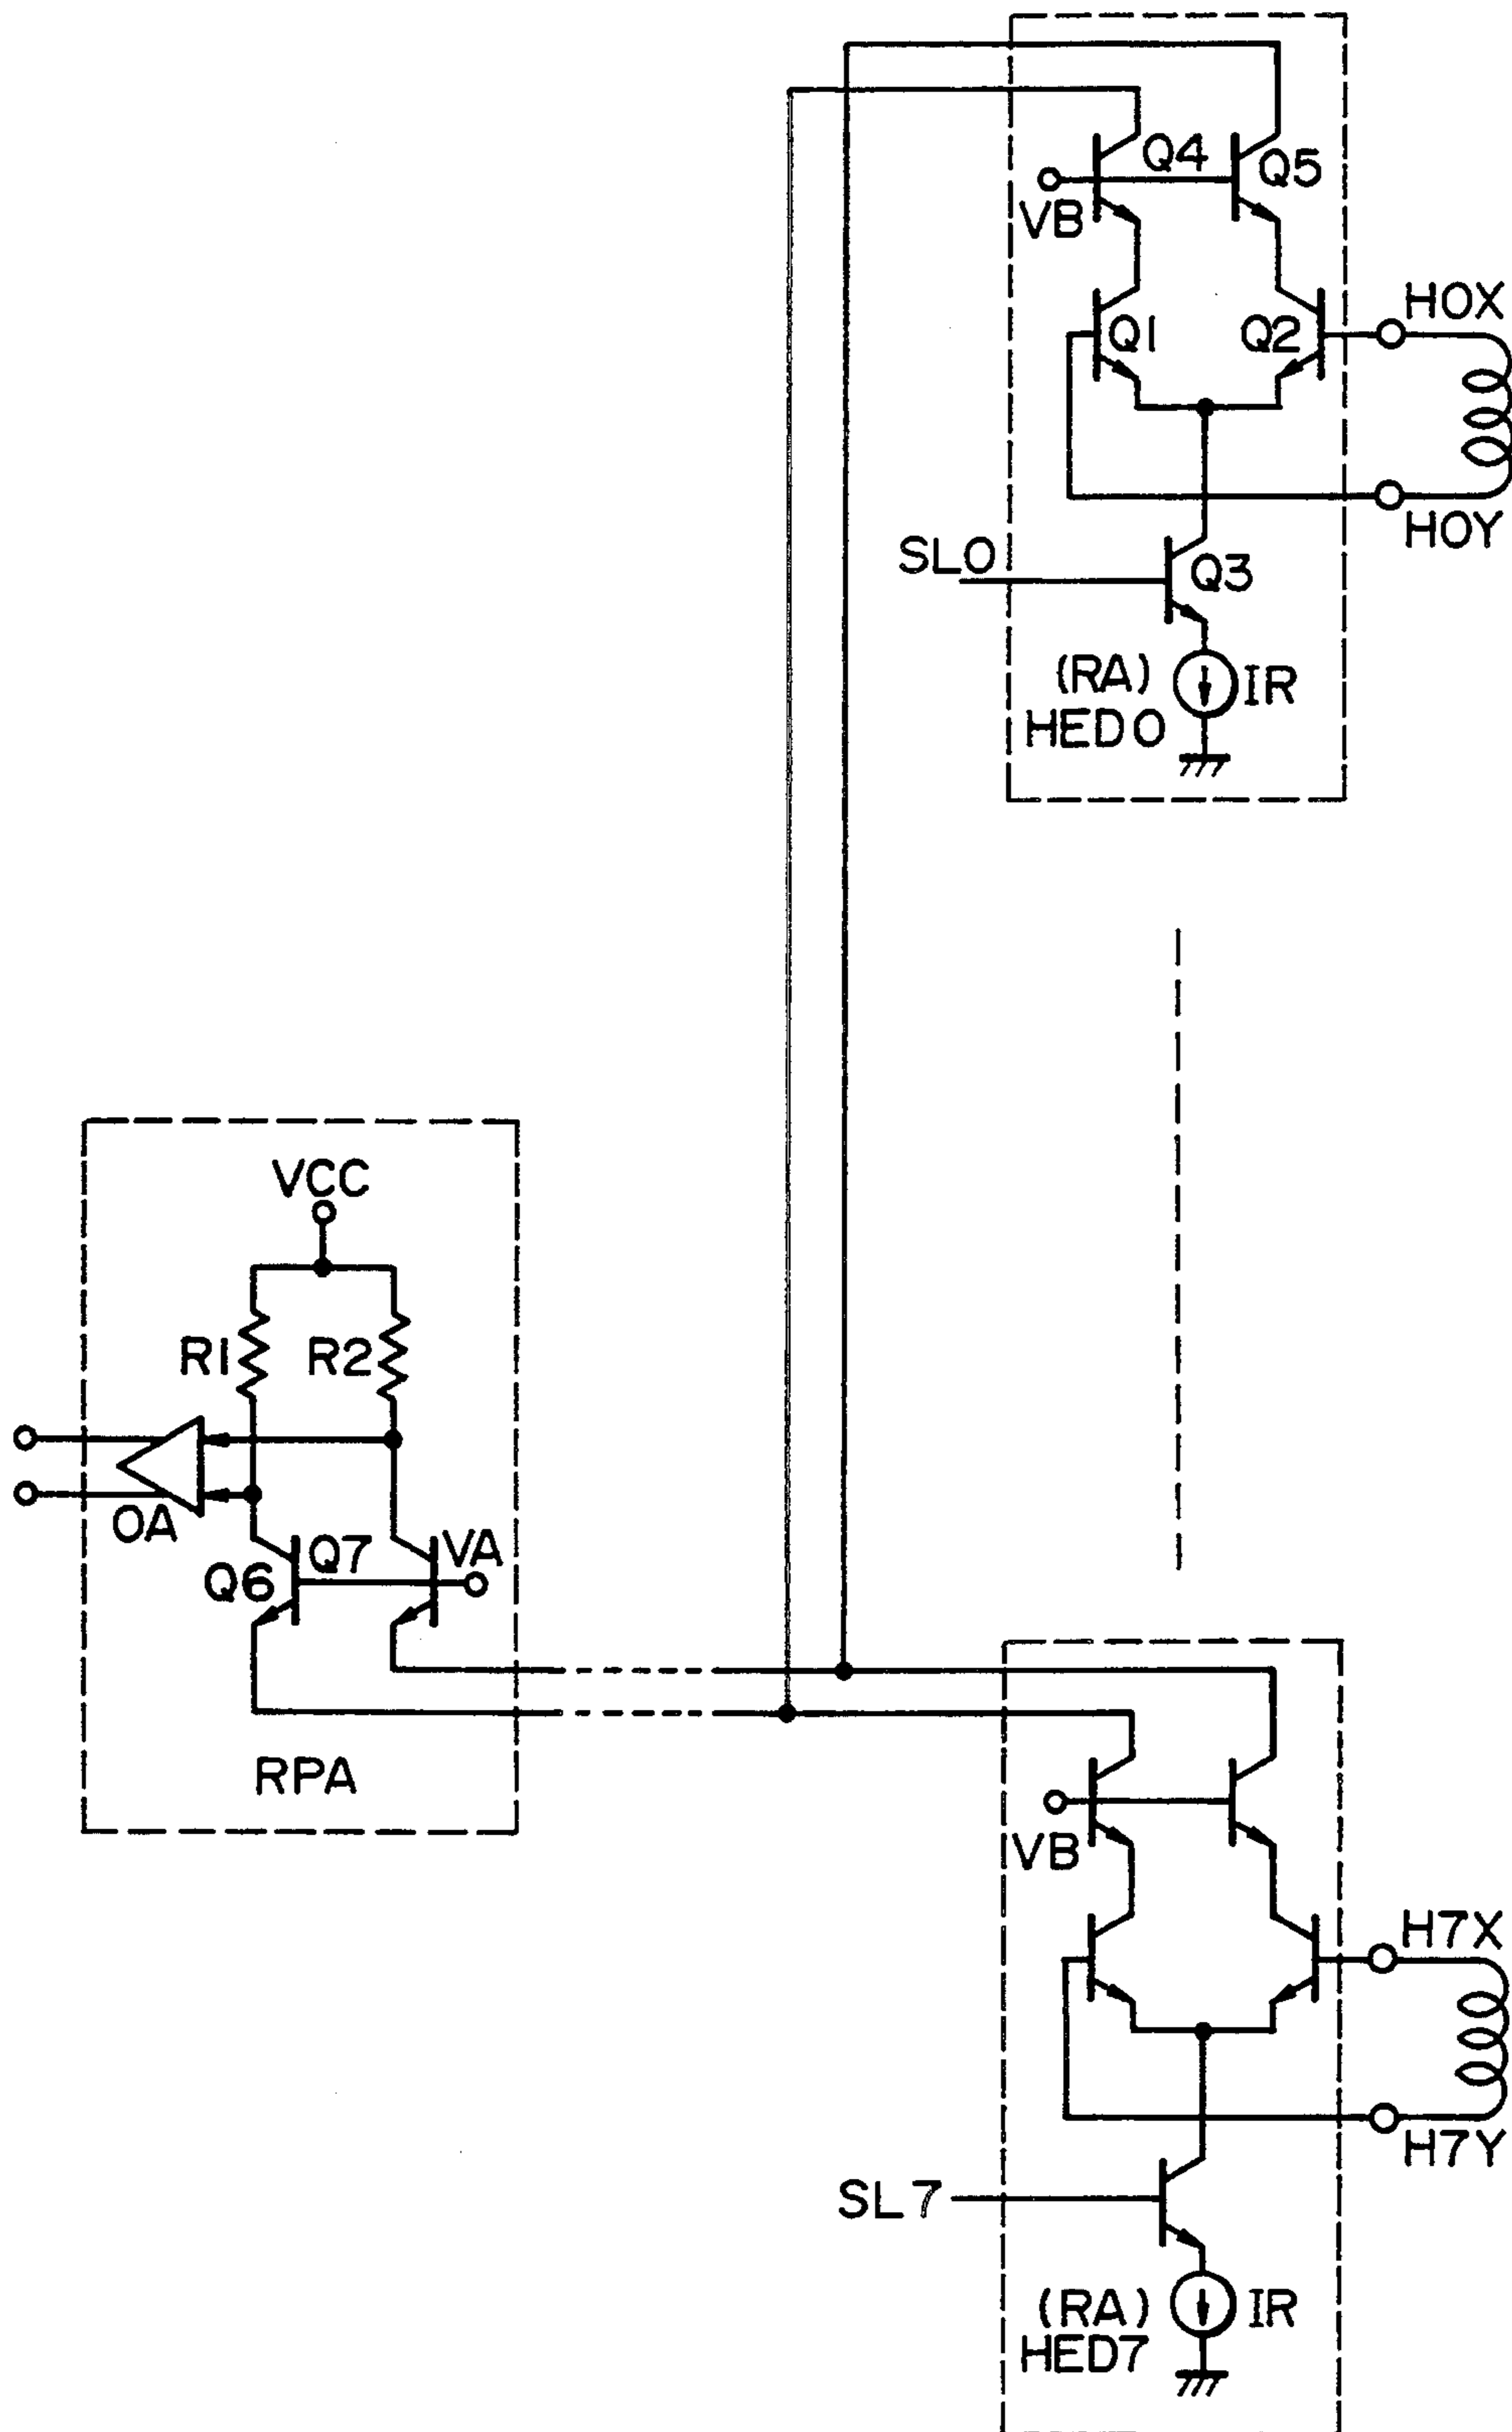 Q4
Q5
VB
H0X
Q1
Q2
H0Y
SL0
Q3
(RA)
IR
HED0
VCC
R1
R2
OA
Q7
VA
Q6
RPA
VB
H7X
H7Y
SL7
(RA)
IR
HED7